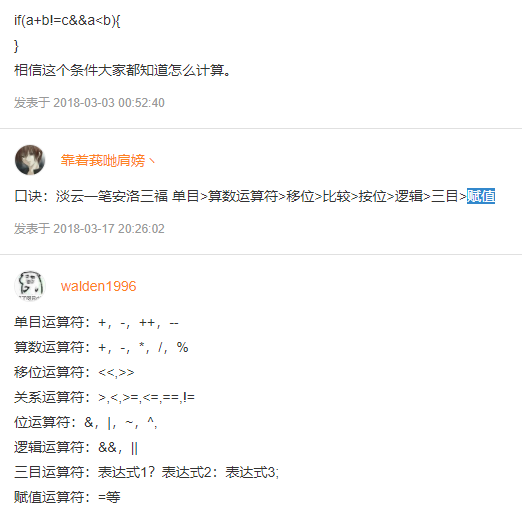 if(a+b!=c&&a<b){
}
相信这个条件大家都知道怎么计算。
发表于 2018-03-03 00:52:40
靠着莪哋肩嫎丶
口诀：淡云一笔安洛三福 单目>算数运算符>移位>比较>按位>逻辑>三目>赋值
发表于 2018-03-17 20:26:02
walden1996
单目运算符：+，-，++，--
算数运算符：+，-，*，/，%
移位运算符：<<,>>
关系运算符：>,<,>=,<=,==,!=
位运算符：&，|，~，^,
逻辑运算符：&&，||
三目运算符：表达式1？表达式2：表达式3;
赋值运算符：=等